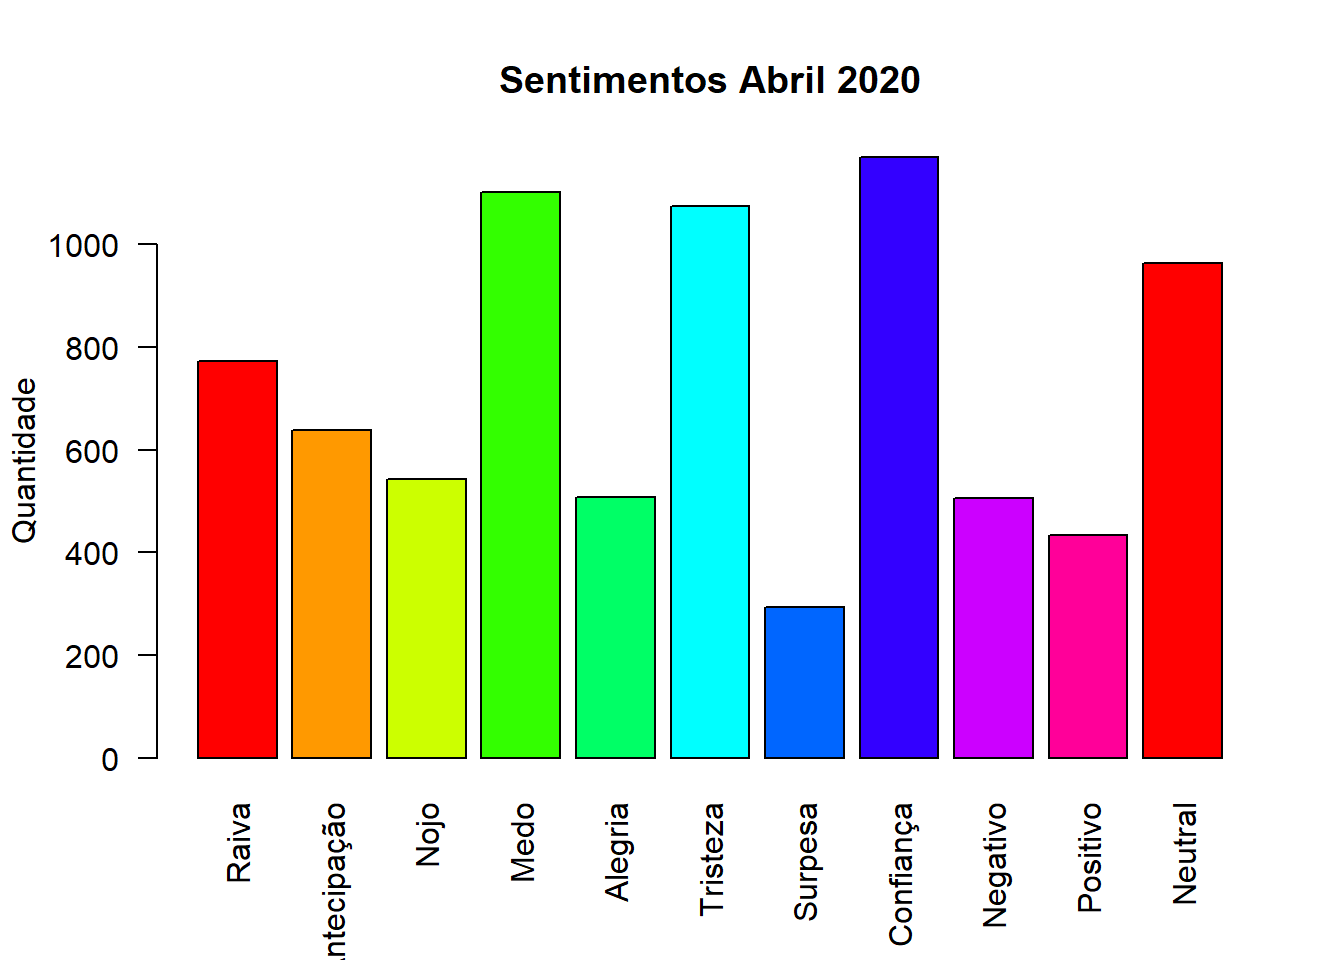 Sentimentos Abril 2020
Quantidade
1000
800
600
400
200
0
Raiva
ntecipação
Nojo
Medo
Alegria
Tristeza
Surpesa
Confiança
Negativo
Positivo
Neutral